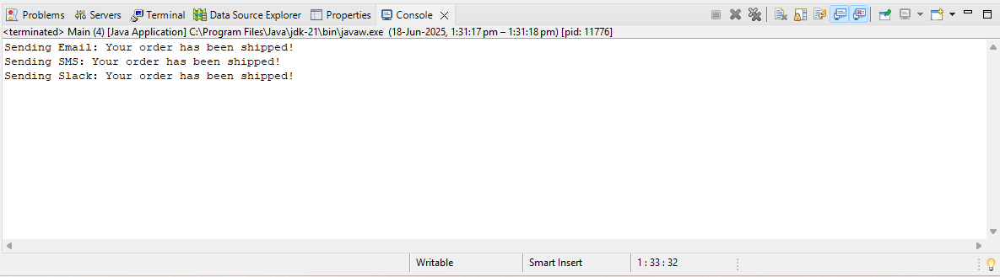 Problems Servers Terminal Data Source Explorer Properties Console
<terminated> Main (4) [Java Application] C:\Program Files\Java\jdk-21\bin\javaw.exe (18-Jun-2025, 1:31:17 pm – 1:31:18 pm) [pid: 11776]
Sending Email: Your order has been shipped!
Sending SMS: Your order has been shipped!
Sending Slack: Your order has been shipped!
Writable Smart Insert 1 : 33 : 32